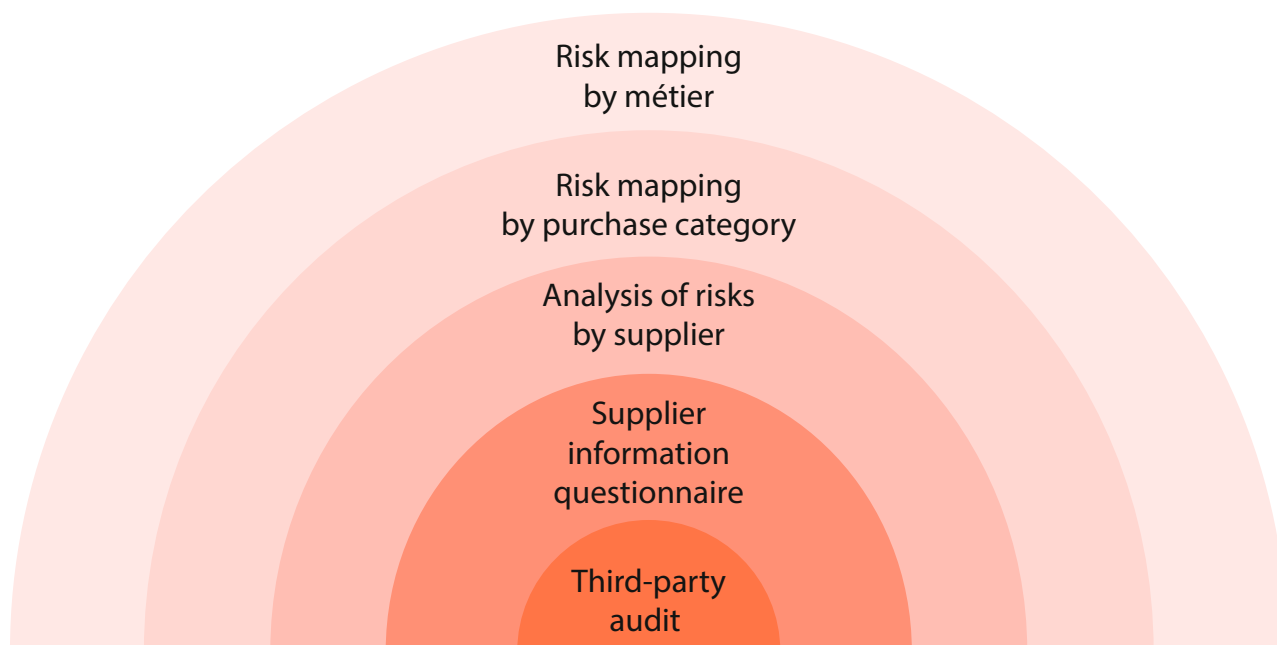 Risk mapping
by métier
Risk mapping
by purchase category
Analysis of risks
by supplier
Supplier
information
questionnaire
Third-party
audit